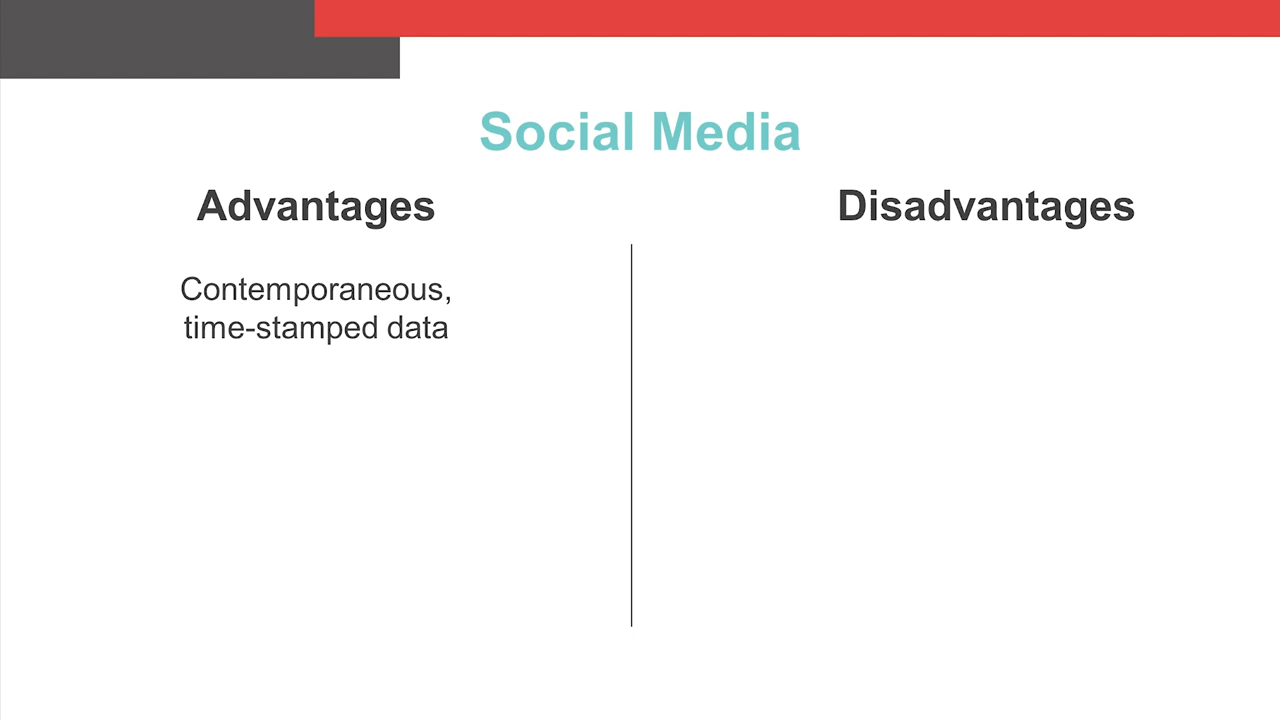 Social Media
Advantages
Disadvantages
Contemporaneous,
time-stamped data